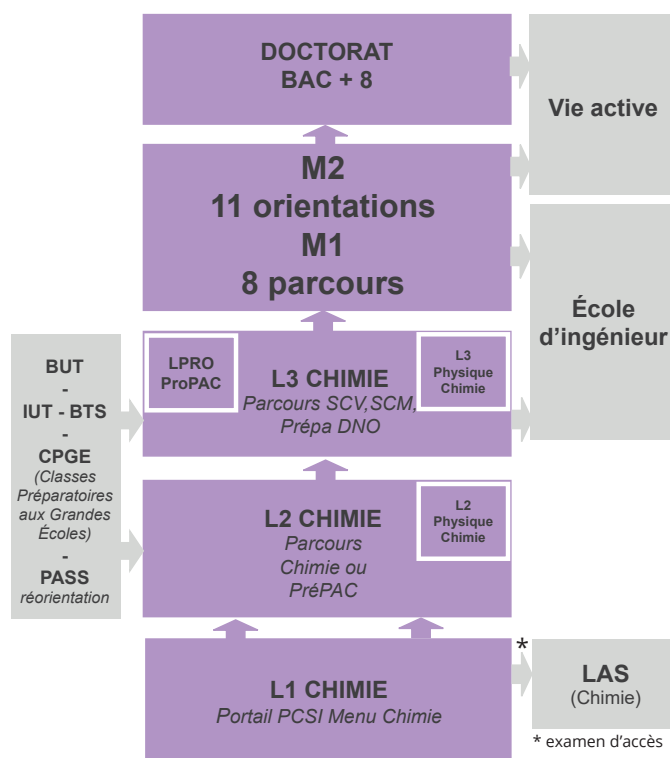 DOCTORAT
BAC + 8
Vie active
M2
11 orientations
M1
8 parcours
École
d'ingénieur
BUT
-
IUT - BTS
-
CPGE
(Classes
Préparatoires
aux Grandes
Écoles)
-
PASS
réorientation
LPRO
ProPAC
L3 CHIMIE
Parcours SCV,SCM,
Prépa DNO
L3
Physique
Chimie
L2 CHIMIE
Parcours
Chimie ou
PréPAC
L2
Physique
Chimie
L1 CHIMIE
Portail PCSI Menu Chimie
*
LAS
(Chimie)
* examen d'accès